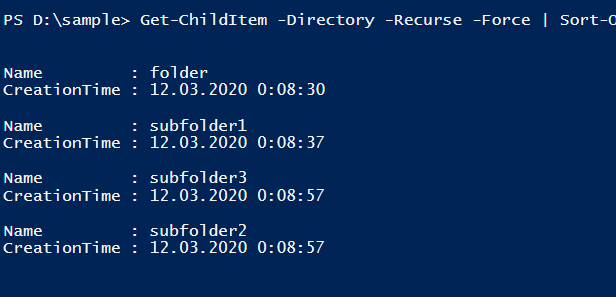 PS D:\sample> Get-ChildItem -Directory -Recurse -Force | Sort-O
Name          : folder
CreationTime : 12.03.2020 0:08:30
Name          : subfolder1
CreationTime : 12.03.2020 0:08:37
Name          : subfolder3
CreationTime : 12.03.2020 0:08:57
Name          : subfolder2
CreationTime : 12.03.2020 0:08:57